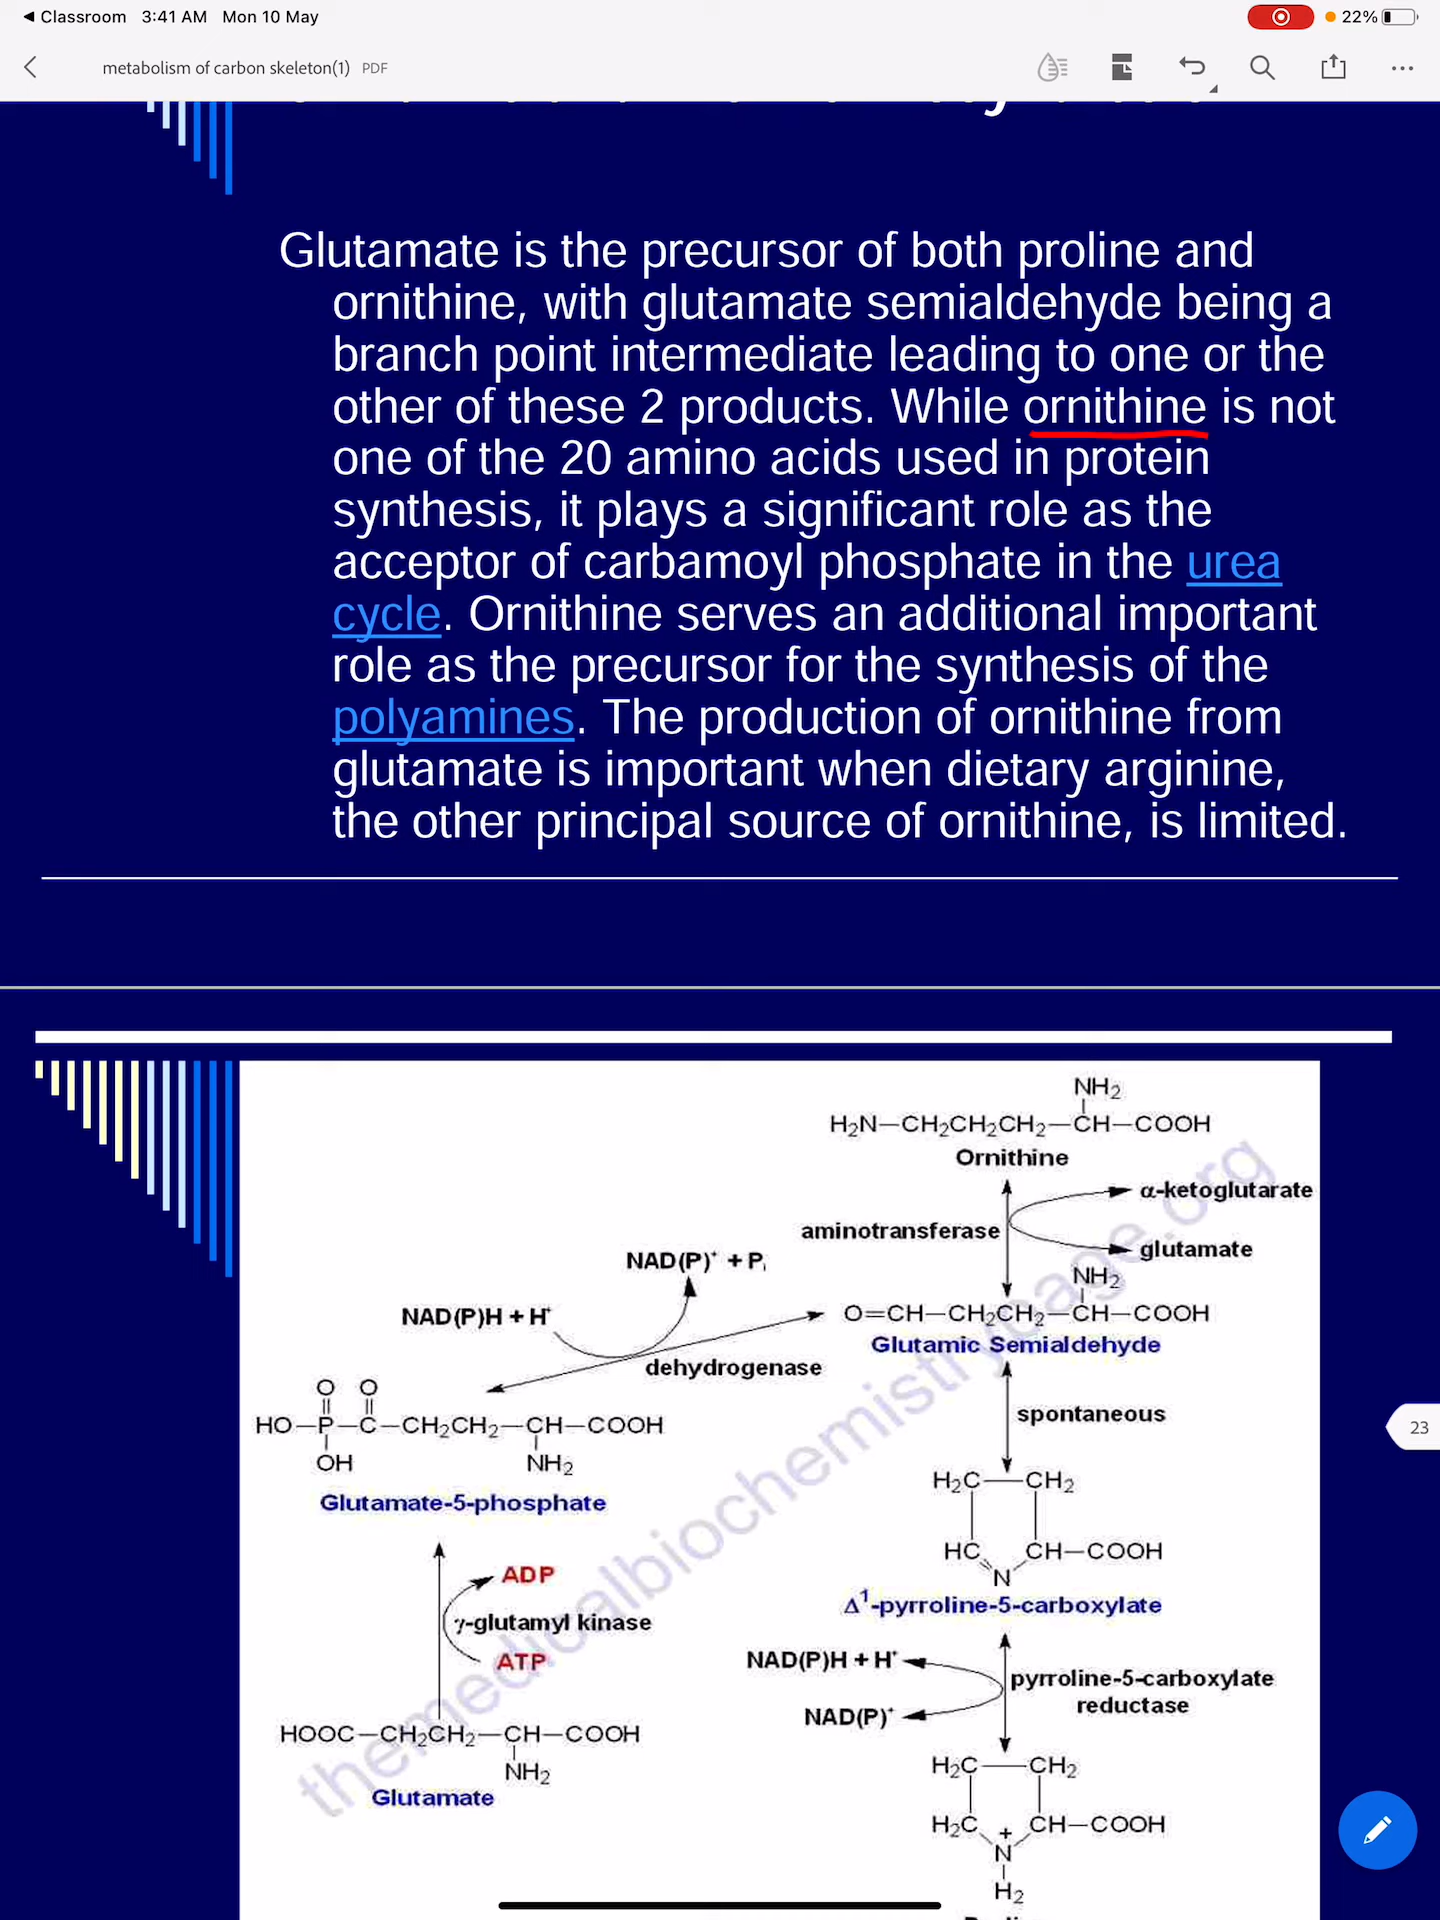 ◀ Classroom 3:41 AM Mon 10 May
22%
metabolism of carbon skeleton(1) PDF
Glutamate is the precursor of both proline and
ornithine, with glutamate semialdehyde being a
branch point intermediate leading to one or the
other of these 2 products. While ornithine is not
one of the 20 amino acids used in protein
synthesis, it plays a significant role as the
acceptor of carbamoyl phosphate in the urea
cycle. Ornithine serves an additional important
role as the precursor for the synthesis of the
polyamines. The production of ornithine from
glutamate is important when dietary arginine,
the other principal source of ornithine, is limited.
NH2
H2N—CH2CH2CH2—CH—COOH
Ornithine
α-ketoglutarate
aminotransferase
glutamate
NAD(P)+ + Pi
NH2
NAD(P)H + H+
O=CH—CH2CH2—CH—COOH
Glutamic Semialdehyde
dehydrogenase
O O
HO—P—C—CH2CH2—CH—COOH
OH NH2
spontaneous
Glutamate-5-phosphate
23
H2C—CH2
HC CH—COOH
N
Δ1-pyrroline-5-carboxylate
ADP
γ-glutamyl kinase
ATP
NAD(P)H + H+
pyrroline-5-carboxylate
reductase
NAD(P)+
HOOC—CH2CH2—CH—COOH
NH2
Glutamate
H2C—CH2
H2C CH—COOH
+
N
H2
themedicalbiochemistrypage.org